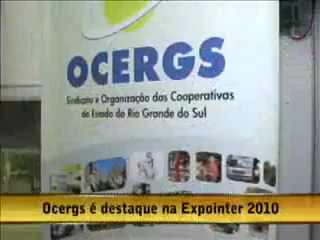 OCERGS
Sindicato e Organização das Cooperativas
do Estado do Rio Grande do Sul
Ocergs é destaque na Expointer 2010